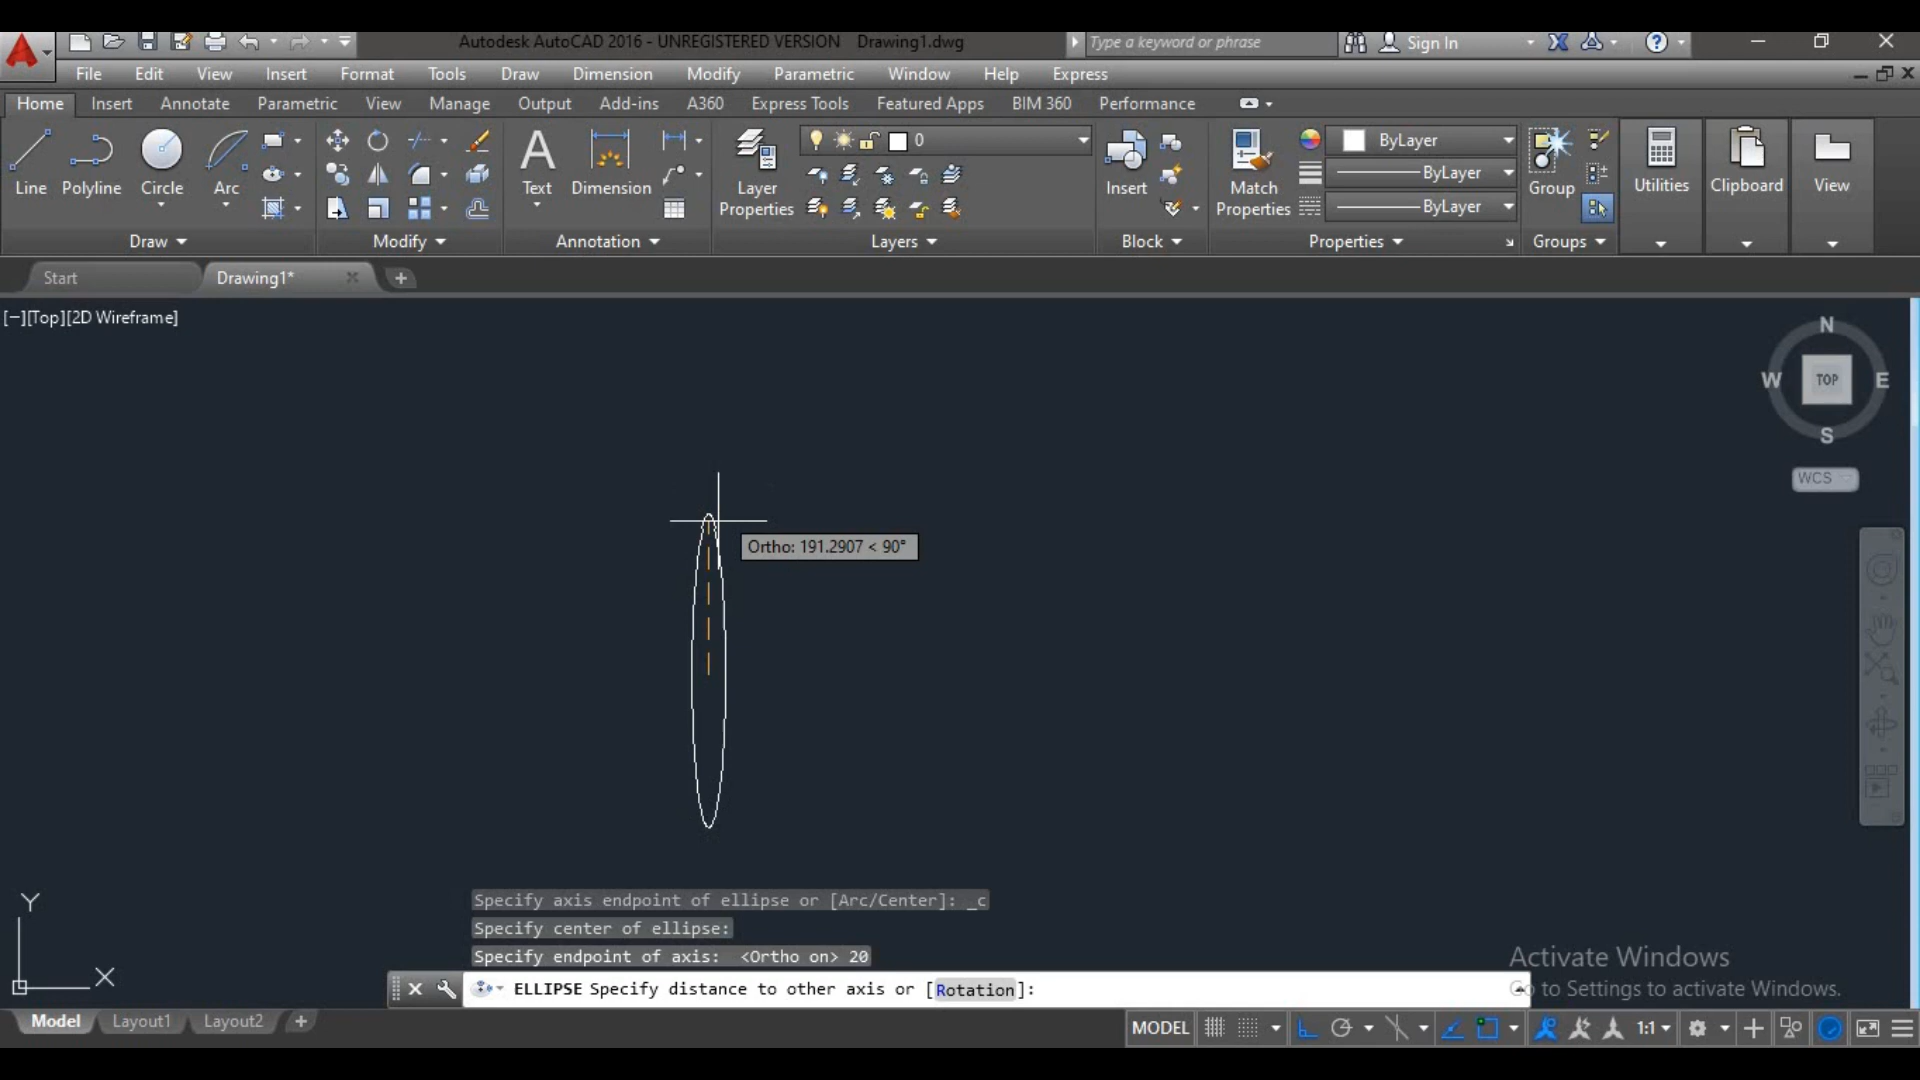 Autodesk AutoCAD 2016 - UNREGISTERED VERSION Drawing1.dwg
Type a keyword or phrase
Sign In
File Edit View Insert Format Tools Draw Dimension Modify Parametric Window Help Express
Home Insert Annotate Parametric View Manage Output Add-ins A360 Express Tools Featured Apps BIM 360 Performance
0
ByLayer
ByLayer
ByLayer
Line Polyline Circle Arc
Text Dimension
Layer Properties
Insert
Match Properties
Group
Utilities Clipboard View
Draw Modify Annotation Layers Block Properties Groups
Start Drawing1*
[−][Top][2D Wireframe]
N
W TOP E
S
WCS
Ortho: 191.2907 < 90°
Y
X
Specify axis endpoint of ellipse or [Arc/Center]: _c
Specify center of ellipse:
Specify endpoint of axis: <Ortho on> 20
ELLIPSE Specify distance to other axis or [Rotation]:
Activate Windows
Go to Settings to activate Windows.
Model Layout1 Layout2
MODEL 1:1